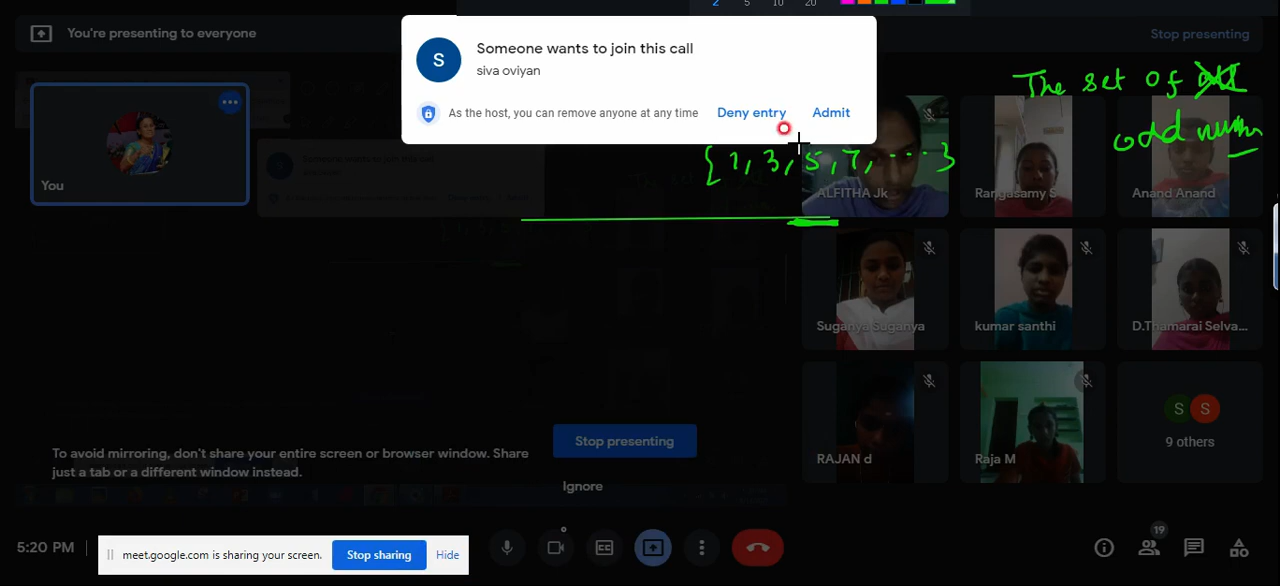 2 5 10 20
You're presenting to everyone
Stop presenting
Someone wants to join this call
S
siva oviyan
As the host, you can remove anyone at any time
Deny entry
Admit
The set of
odd num
{1, 3, 5, 7, ... }
You
ALFITHA Jk
Rangasamy S
Anand Anand
Suganya Suganya
kumar santhi
D.Thamarai Selva...
S S
9 others
RAJAN d
Raja M
Stop presenting
To avoid mirroring, don't share your entire screen or browser window. Share
just a tab or a different window instead.
Ignore
5:20 PM
meet.google.com is sharing your screen.
Stop sharing
Hide
19